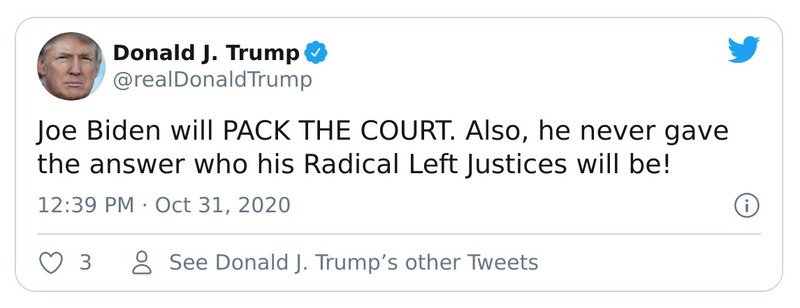 Donald J. Trump
@realDonaldTrump
Joe Biden will PACK THE COURT. Also, he never gave
the answer who his Radical Left Justices will be!
12:39 PM · Oct 31, 2020
3 See Donald J. Trump’s other Tweets